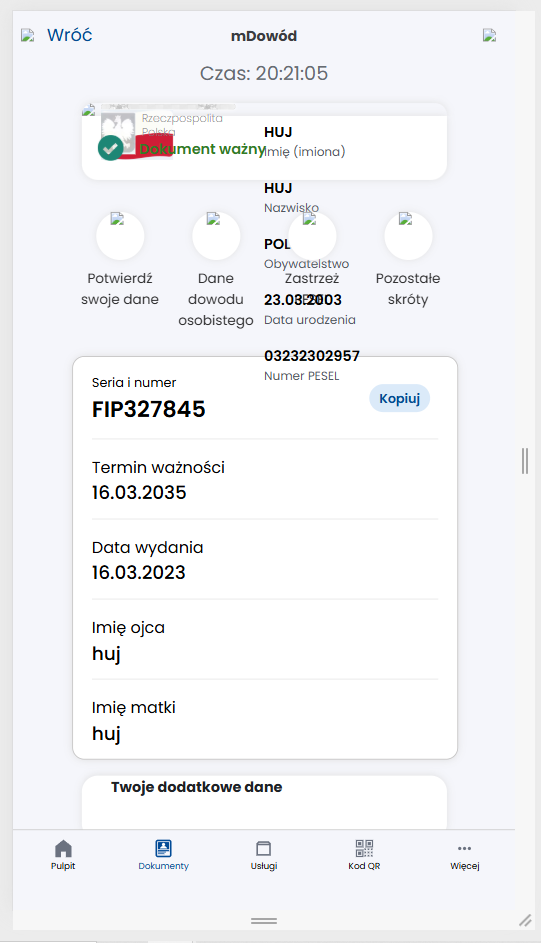 Wróć
mDowód
Czas: 20:21:05
Rzeczpospolita
Polska
Dokument ważny
HUJ
Imię (imiona)
HUJ
Nazwisko
POL
Obywatelstwo
23.03.2003
Data urodzenia
03232302957
Numer PESEL
Potwierdź
swoje dane
Dane
dowodu
osobistego
Zastrzeż
PESEL
Pozostałe
skróty
Seria i numer
FIP327845
Kopiuj
Termin ważności
16.03.2035
Data wydania
16.03.2023
Imię ojca
huj
Imię matki
huj
Twoje dodatkowe dane
Pulpit
Dokumenty
Usługi
Kod QR
Więcej